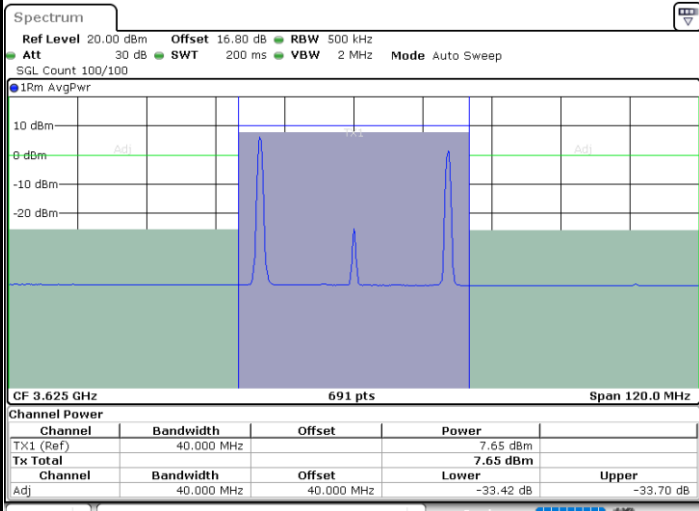 Spectrum
Ref Level 20.00 dBm Offset 16.80 dB RBW 500 kHz
Att 30 dB SWT 200 ms VBW 2 MHz Mode Auto Sweep
SGL Count 100/100
1Rm AvgPwr
10 dBm
TX1
0 dBm
Adj
Adj
-10 dBm
-20 dBm
CF 3.625 GHz 691 pts Span 120.0 MHz
Channel Power
Channel Bandwidth Offset Power
TX1 (Ref) 40.000 MHz 7.65 dBm
Tx Total 7.65 dBm
Channel Bandwidth Offset Lower Upper
Adj 40.000 MHz 40.000 MHz -33.42 dB -33.70 dB